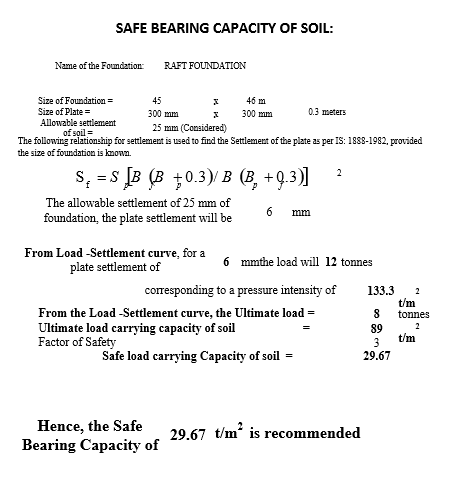 SAFE BEARING CAPACITY OF SOIL:
Name of the Foundation: RAFT FOUNDATION
Size of Foundation = 45 x 46 m
Size of Plate = 300 mm x 300 mm 0.3 meters
Allowable settlement
of soil = 25 mm (Considered)
The following relationship for settlement is used to find the Settlement of the plate as per IS: 1888-1982, provided
the size of foundation is known.
S_f = S_p [B (B_p + 0.3)/ B_p (B + 0.3)] 2
The allowable settlement of 25 mm of
foundation, the plate settlement will be 6 mm
From Load -Settlement curve, for a
plate settlement of 6 mmthe load will 12 tonnes
corresponding to a pressure intensity of 133.3 t/m2
From the Load -Settlement curve, the Ultimate load = 8 tonnes
Ultimate load carrying capacity of soil = 89 t/m2
Factor of Safety 3
Safe load carrying Capacity of soil = 29.67
Hence, the Safe
Bearing Capacity of 29.67 t/m2 is recommended